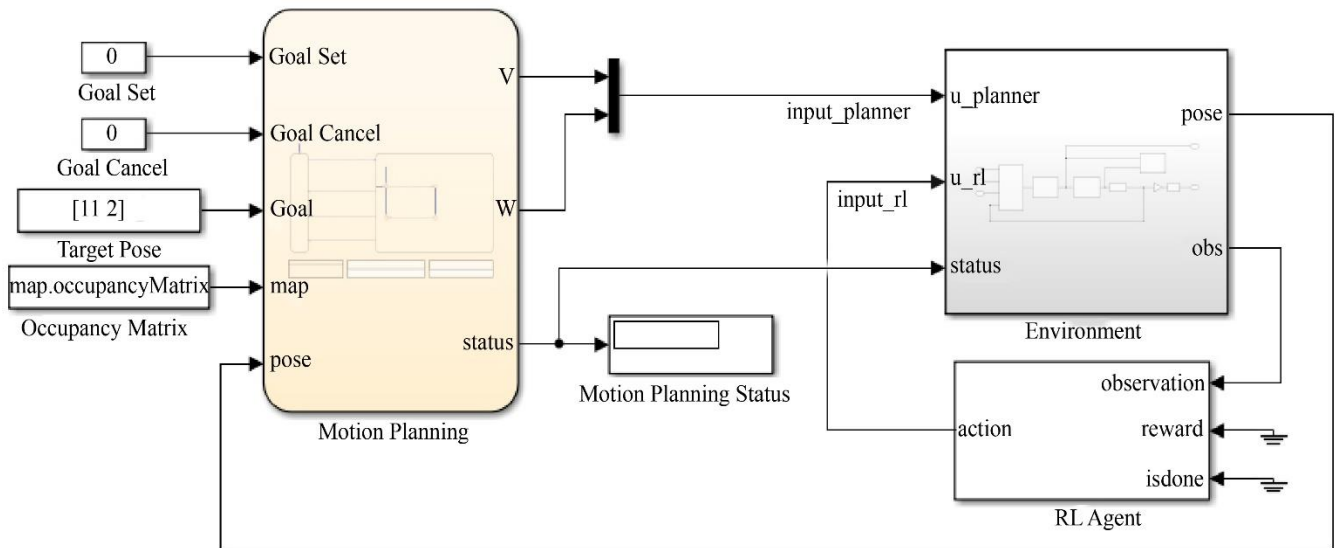 0
Goal Set
0
Goal Cancel
[11 2]
Target Pose
map.occupancyMatrix
Occupancy Matrix
Goal Set
Goal Cancel
Goal
map
pose
V
W
status
Motion Planning
Motion Planning Status
input_planner
input_rl
u_planner
u_rl
status
pose
obs
Environment
observation
action
reward
isdone
RL Agent